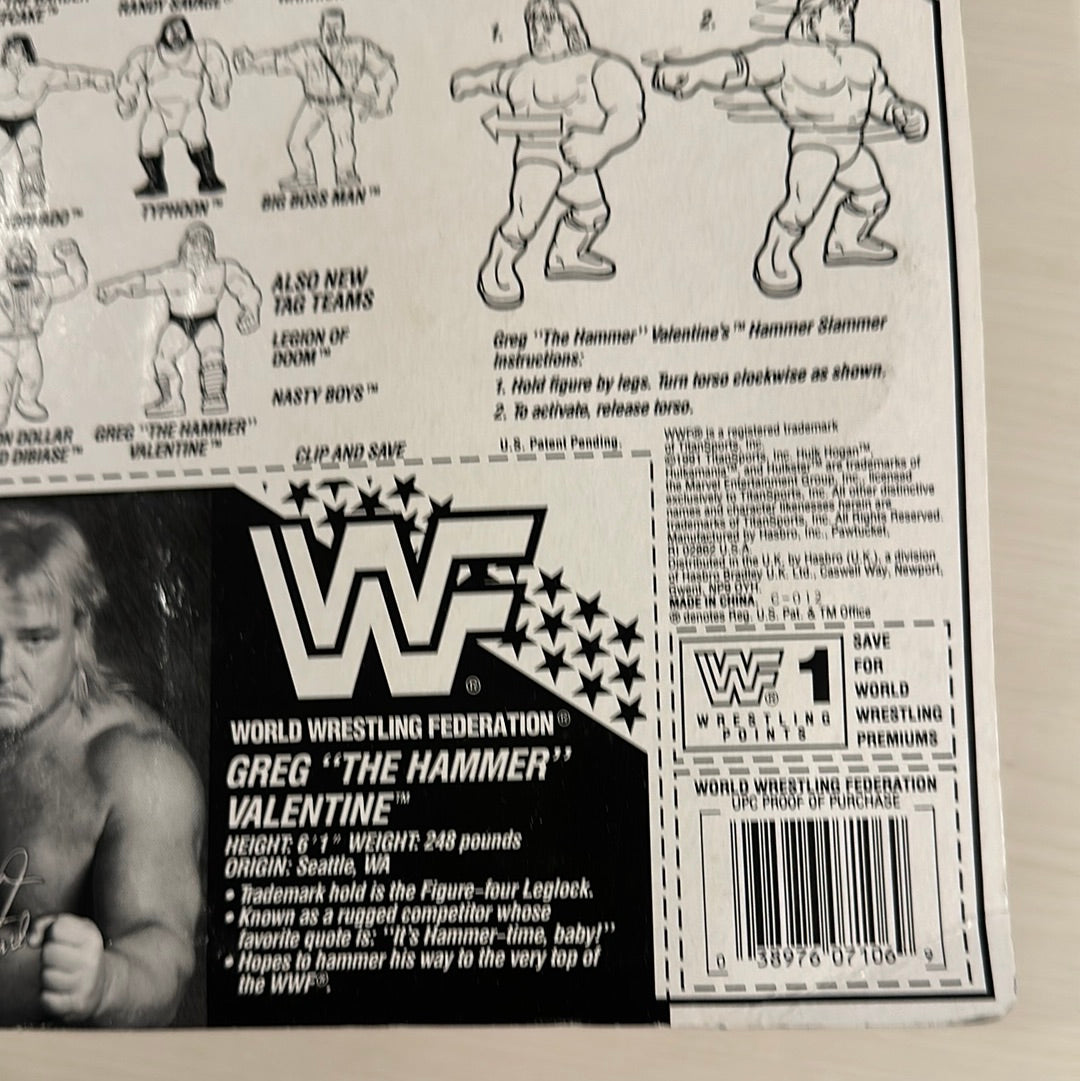 RANDY SAVAGE™
TYPHOON™
BIG BOSS MAN™
GREG "THE HAMMER"
VALENTINE™
DOLLAR
DIBIASE™
ALSO NEW
TAG TEAMS
LEGION OF
DOOM™
NASTY BOYS™
CLIP AND SAVE
1.
2.
Greg "The Hammer" Valentine's™ Hammer Slammer
Instructions:
1. Hold figure by legs. Turn torso clockwise as shown.
2. To activate, release torso.
U.S. Patent Pending.
WWF® is a registered trademark
of TitanSports, Inc.
©1991 TitanSports, Inc. Hulk Hogan™,
Hulkamania™ and Hulkster™ are trademarks of
the Marvel Entertainment Group, Inc., licensed
exclusively to TitanSports, Inc. All other distinctive
names and character likenesses herein are
trademarks of TitanSports, Inc. All Rights Reserved.
Manufactured by Hasbro, Inc., Pawtucket,
RI 02862 U.S.A.
Distributed in the U.K. by Hasbro (U.K.), a division
of Hasbro Bradley U.K. Ltd., Caswell Way, Newport,
Gwent, NP9 0YH.
MADE IN CHINA. C-012
® denotes Reg. U.S. Pat. & TM Office
WF ® 1
WRESTLING
POINTS
SAVE
FOR
WORLD
WRESTLING
PREMIUMS
WORLD WRESTLING FEDERATION
UPC PROOF OF PURCHASE
0 38976 07106 9
WF ®
WORLD WRESTLING FEDERATION®
GREG "THE HAMMER"
VALENTINE™
HEIGHT: 6'1" WEIGHT: 248 pounds
ORIGIN: Seattle, WA
• Trademark hold is the Figure-four Leglock.
• Known as a rugged competitor whose
favorite quote is: "It's Hammer-time, baby!"
• Hopes to hammer his way to the very top of
the WWF®.